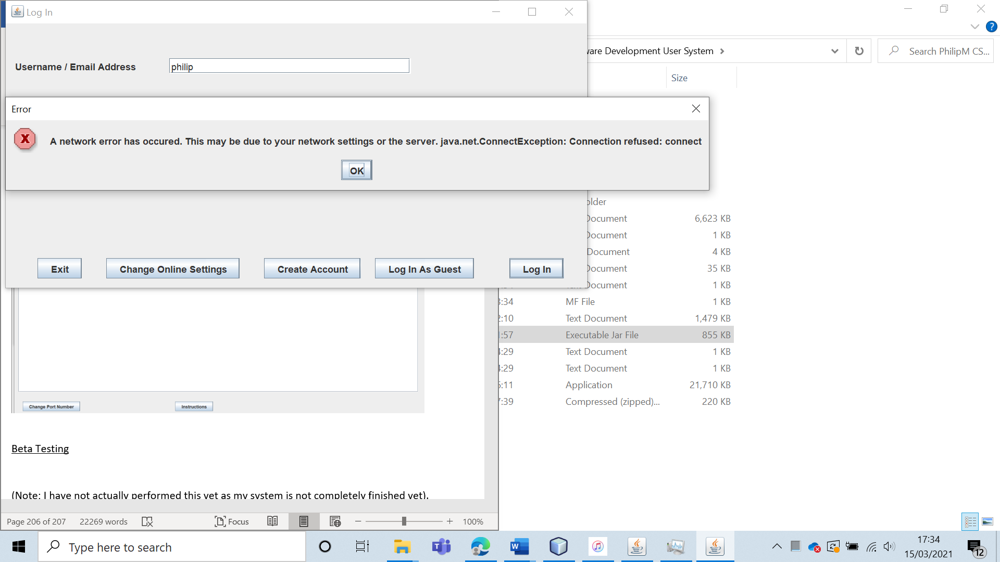 Log In
Username / Email Address
philip
Error
A network error has occured. This may be due to your network settings or the server. java.net.ConnectException: Connection refused: connect
OK
Exit
Change Online Settings
Create Account
Log In As Guest
Log In
Change Port Number
Instructions
Beta Testing
(Note: I have not actually performed this yet as my system is not completely finished yet).
Page 206 of 207
22269 words
Focus
100%
ware Development User System
Search PhilipM CS...
Size
older
Document 6,623 KB
Document 1 KB
Document 4 KB
Document 35 KB
Document 1 KB
:34 MF File 1 KB
:10 Text Document 1,479 KB
:57 Executable Jar File 855 KB
:29 Text Document 1 KB
:29 Text Document 1 KB
:11 Application 21,710 KB
:39 Compressed (zipped)... 220 KB
Type here to search
17:34
15/03/2021
12